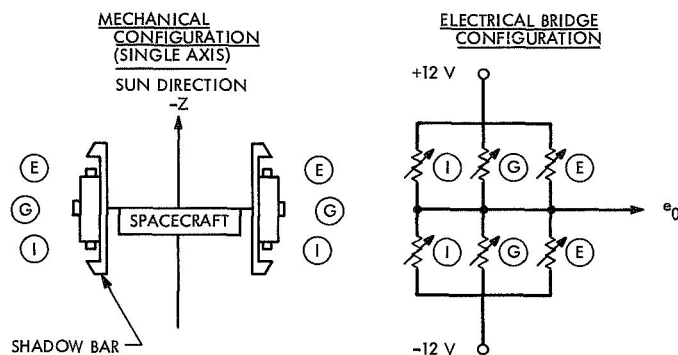 MECHANICAL
CONFIGURATION
(SINGLE AXIS)
SUN DIRECTION
-Z
E
G
I
SPACECRAFT
E
G
I
SHADOW BAR
ELECTRICAL BRIDGE
CONFIGURATION
+12 V
I G E
e0
I G E
-12 V